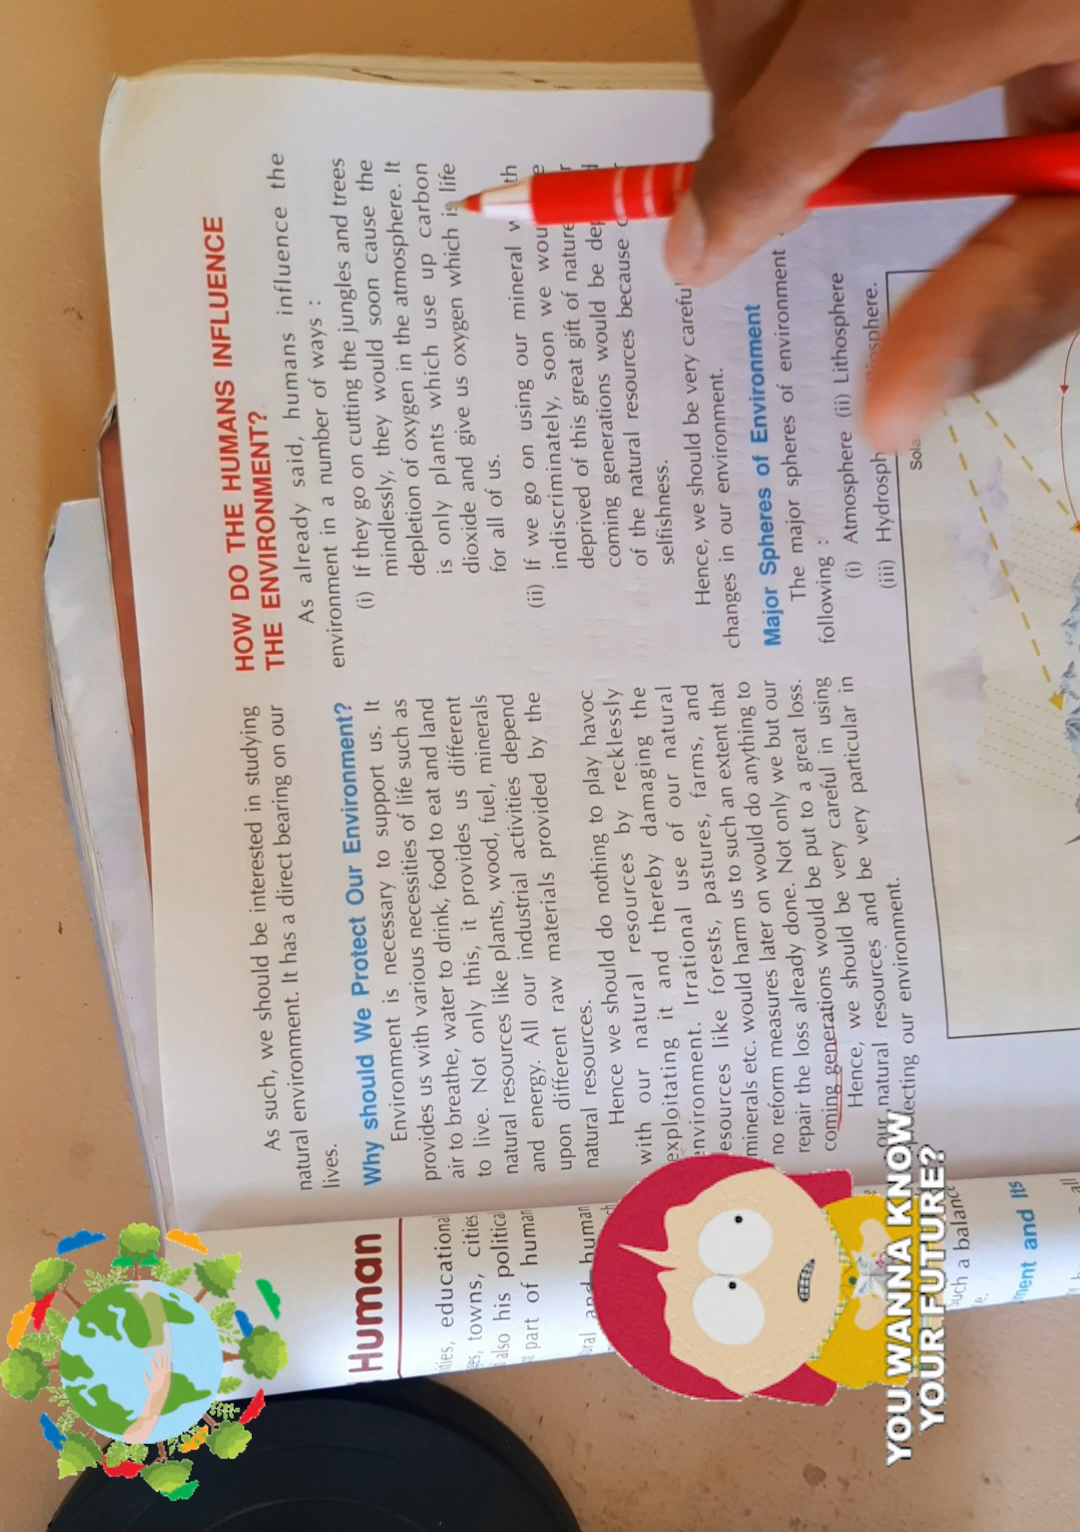 Human
educational
towns, cities
also his political
part of human
and human
such a balance
ment and Its
all
As such, we should be interested in studying
natural environment. It has a direct bearing on our
lives.
Why should We Protect Our Environment?
Environment is necessary to support us. It
provides us with various necessities of life such as
air to breathe, water to drink, food to eat and land
to live. Not only this, it provides us different
natural resources like plants, wood, fuel, minerals
and energy. All our industrial activities depend
upon different raw materials provided by the
natural resources.
Hence we should do nothing to play havoc
with our natural resources by recklessly
exploitating it and thereby damaging the
environment. Irrational use of our natural
resources like forests, pastures, farms, and
minerals etc. would harm us to such an extent that
no reform measures later on would do anything to
repair the loss already done. Not only we but our
coming generations would be put to a great loss.
Hence, we should be very careful in using
our natural resources and be very particular in
protecting our environment.
HOW DO THE HUMANS INFLUENCE
THE ENVIRONMENT?
As already said, humans influence the
environment in a number of ways :
(i) If they go on cutting the jungles and trees
mindlessly, they would soon cause the
depletion of oxygen in the atmosphere. It
is only plants which use up carbon
dioxide and give us oxygen which is life
for all of us.
(ii) If we go on using our mineral
indiscriminately, soon we
deprived of this great gift of nature
coming generations would be
of the natural resources because
selfishness.
Hence, we should be very careful
changes in our environment.
Major Spheres of Environment
The major spheres of environment
following :
(i) Atmosphere (ii) Lithosphere
(iii)
YOU WANNA KNOW
YOUR FUTURE?